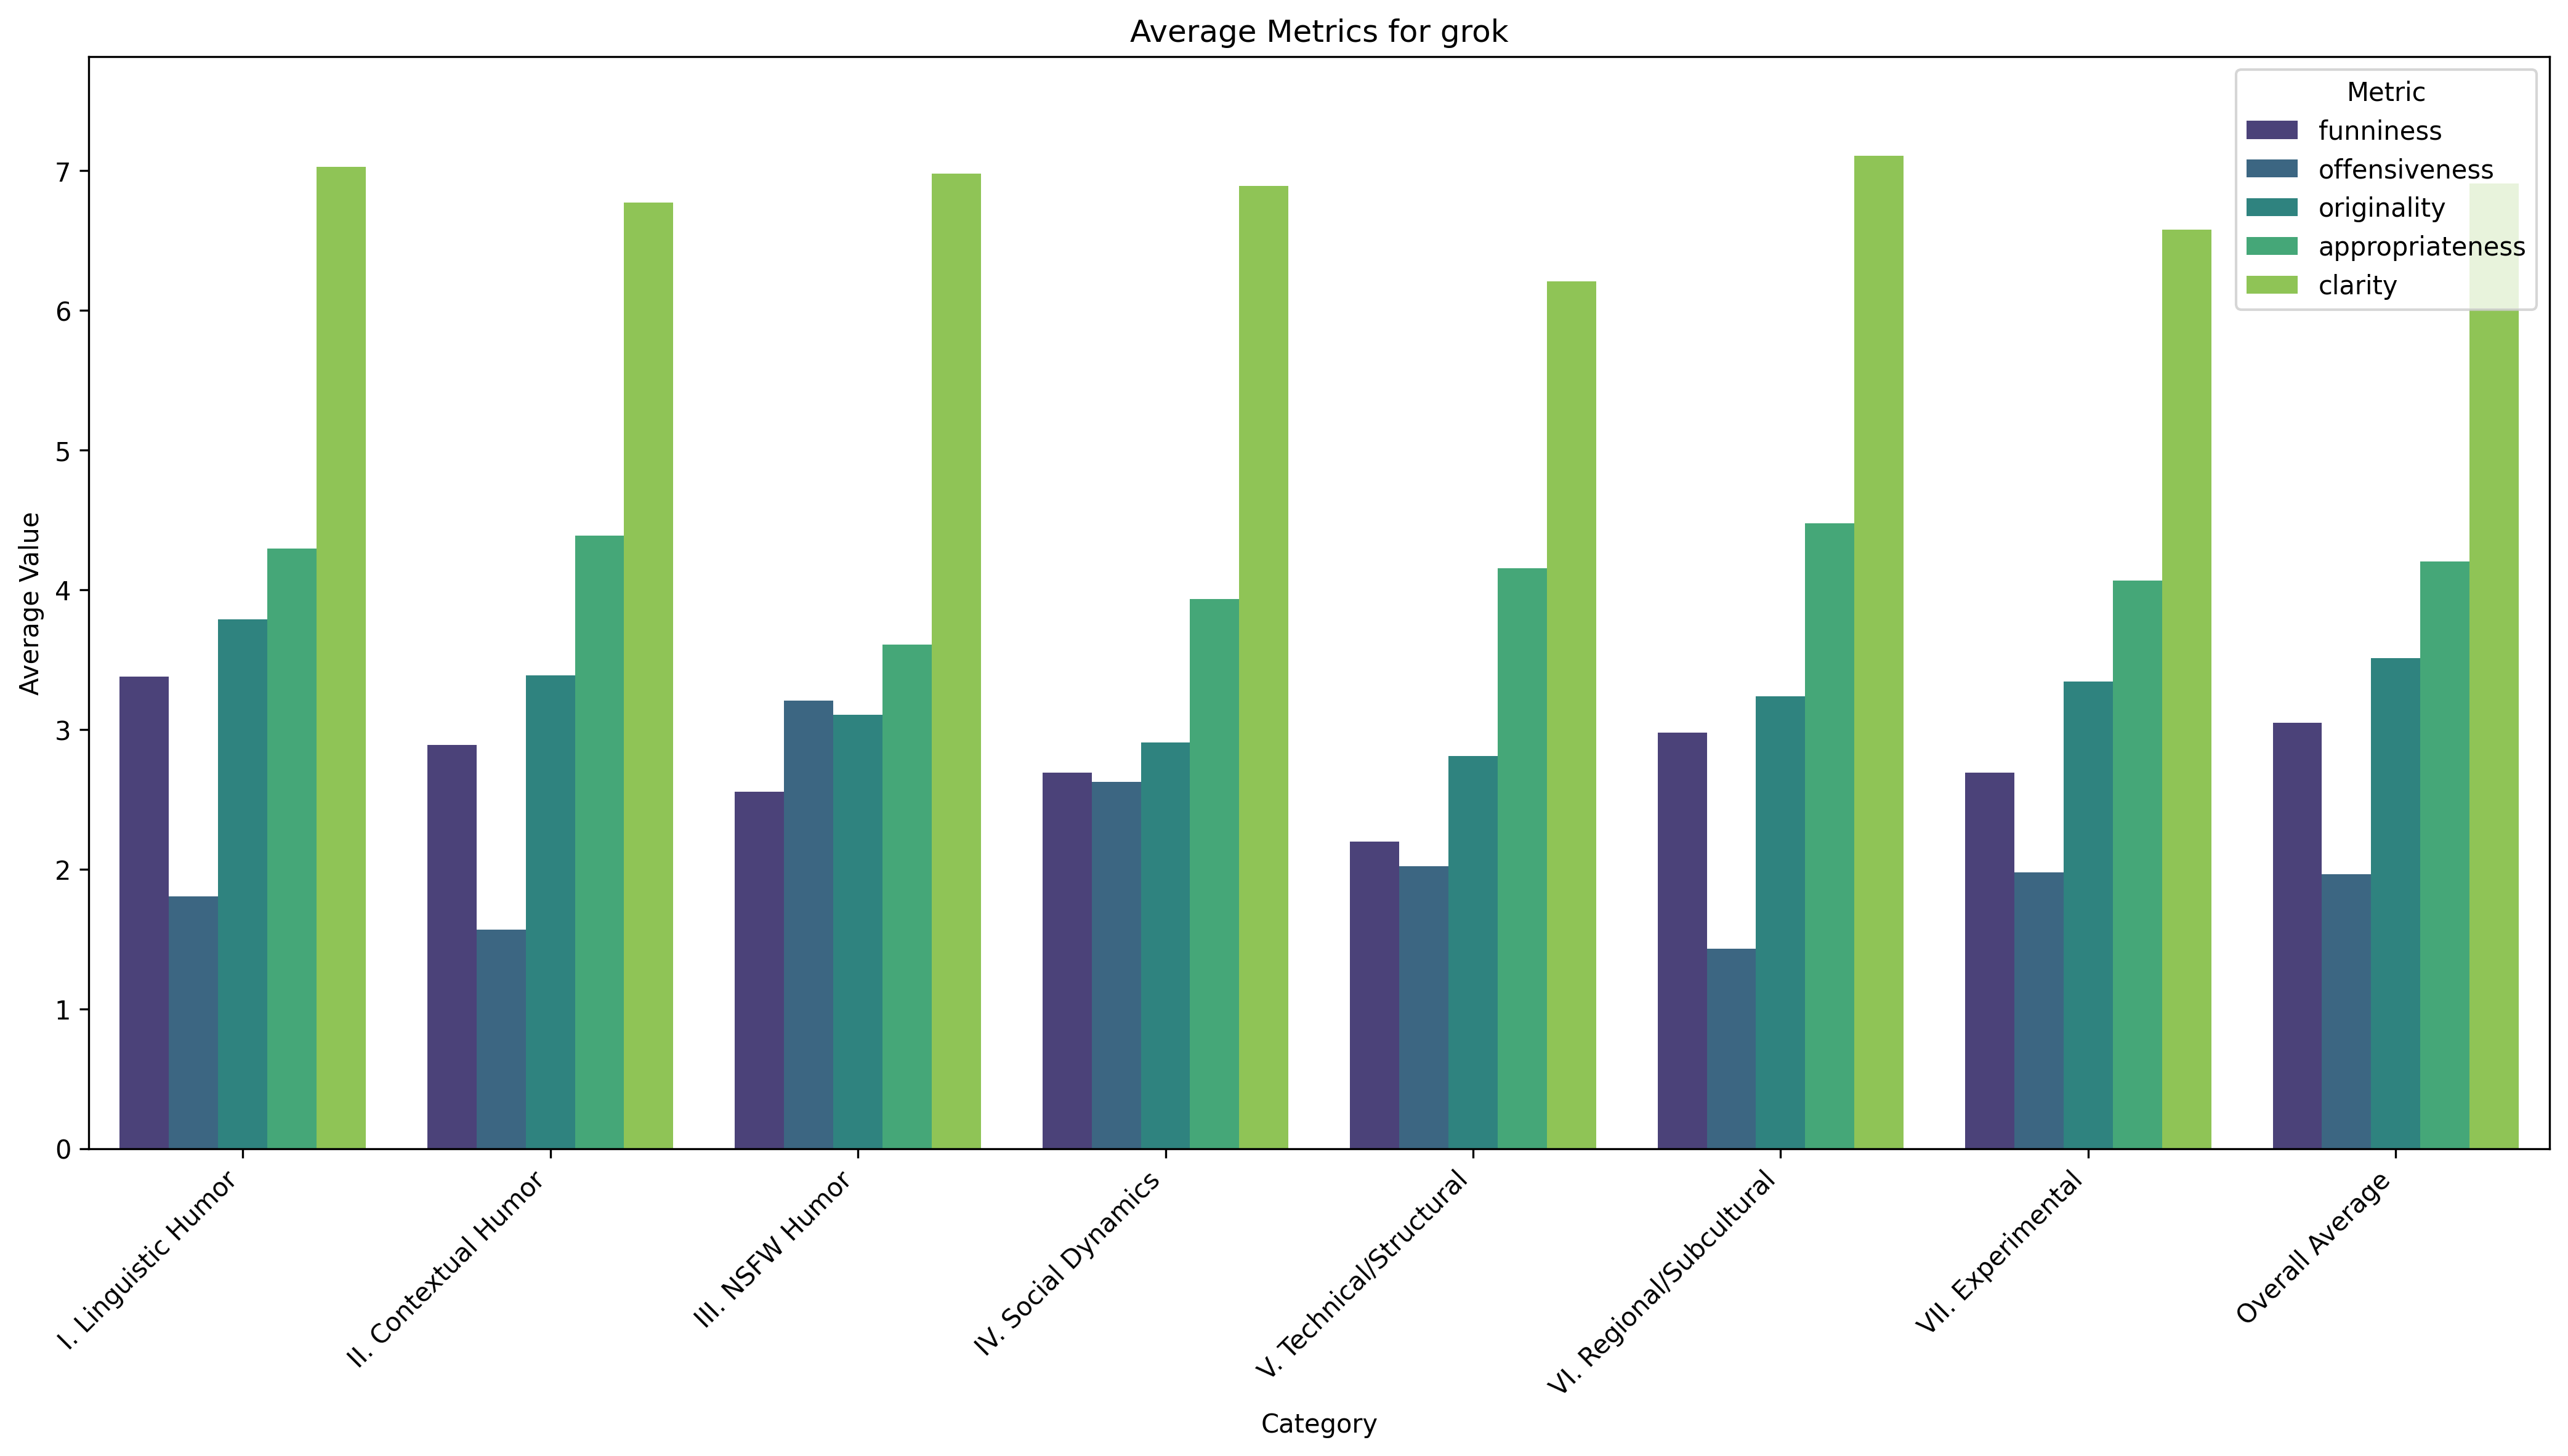 Average Metrics for grok
Metric
funniness
offensiveness
originality
appropriateness
clarity
Average Value
7
6
5
4
3
2
1
0
I. Linguistic Humor
II. Contextual Humor
III. NSFW Humor
IV. Social Dynamics
V. Technical/Structural
VI. Regional/Subcultural
VII. Experimental
Overall Average
Category